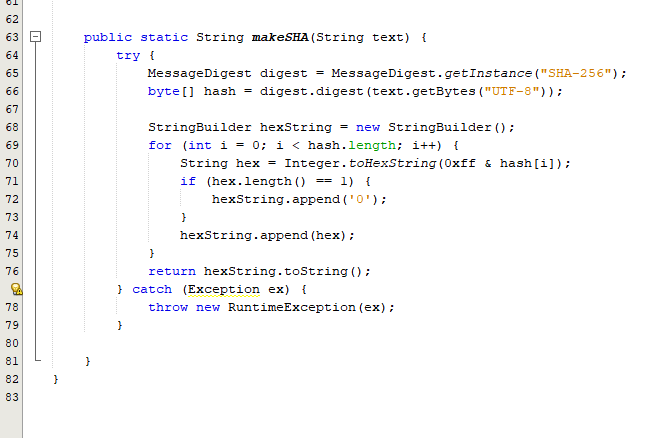 61
62
63 public static String makeSHA(String text) {
64 try {
65 MessageDigest digest = MessageDigest.getInstance("SHA-256");
66 byte[] hash = digest.digest(text.getBytes("UTF-8"));
67
68 StringBuilder hexString = new StringBuilder();
69 for (int i = 0; i < hash.length; i++) {
70 String hex = Integer.toHexString(0xff & hash[i]);
71 if (hex.length() == 1) {
72 hexString.append('0');
73 }
74 hexString.append(hex);
75 }
76 return hexString.toString();
} catch (Exception ex) {
78 throw new RuntimeException(ex);
79 }
80
81 }
82 }
83